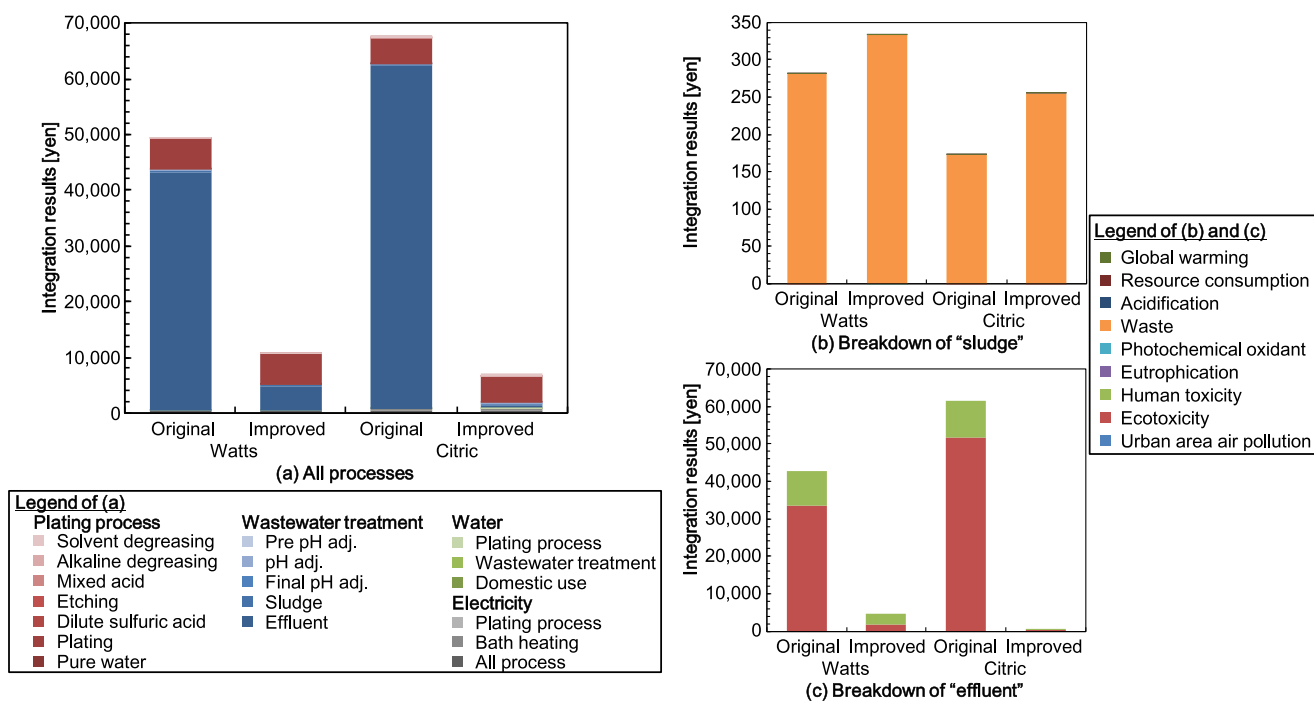 70,000
60,000
50,000
40,000
30,000
20,000
10,000
0
Integration results [yen]
Original Improved Original Improved
Watts Citric
(a) All processes
Legend of (a)
Plating process
Solvent degreasing
Alkaline degreasing
Mixed acid
Etching
Dilute sulfuric acid
Plating
Pure water
Wastewater treatment
Pre pH adj.
pH adj.
Final pH adj.
Sludge
Effluent
Water
Plating process
Wastewater treatment
Domestic use
Electricity
Plating process
Bath heating
All process
350
300
250
200
150
100
50
0
Integration results [yen]
Original Improved Original Improved
Watts Citric
(b) Breakdown of “sludge”
70,000
60,000
50,000
40,000
30,000
20,000
10,000
0
Integration results [yen]
Original Improved Original Improved
Watts Citric
(c) Breakdown of “effluent”
Legend of (b) and (c)
Global warming
Resource consumption
Acidification
Waste
Photochemical oxidant
Eutrophication
Human toxicity
Ecotoxicity
Urban area air pollution